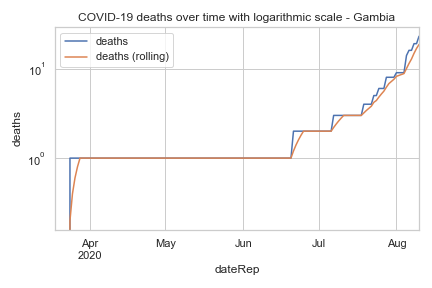 COVID-19 deaths over time with logarithmic scale - Gambia
deaths
deaths (rolling)
10¹
10⁰
deaths
Apr May Jun Jul Aug
2020
dateRep